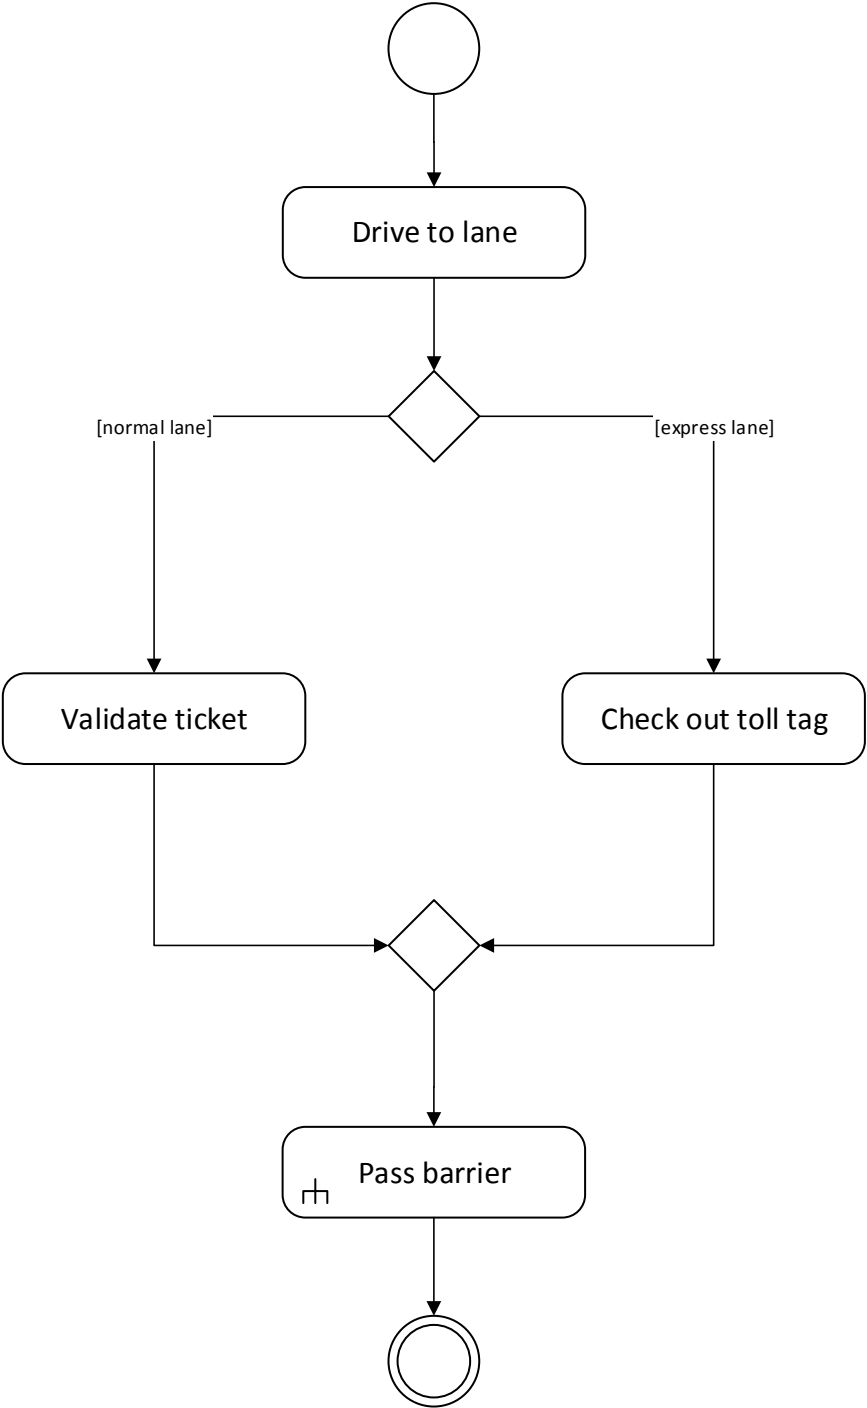 Drive to lane
[normal lane]
[express lane]
Validate ticket
Check out toll tag
Pass barrier